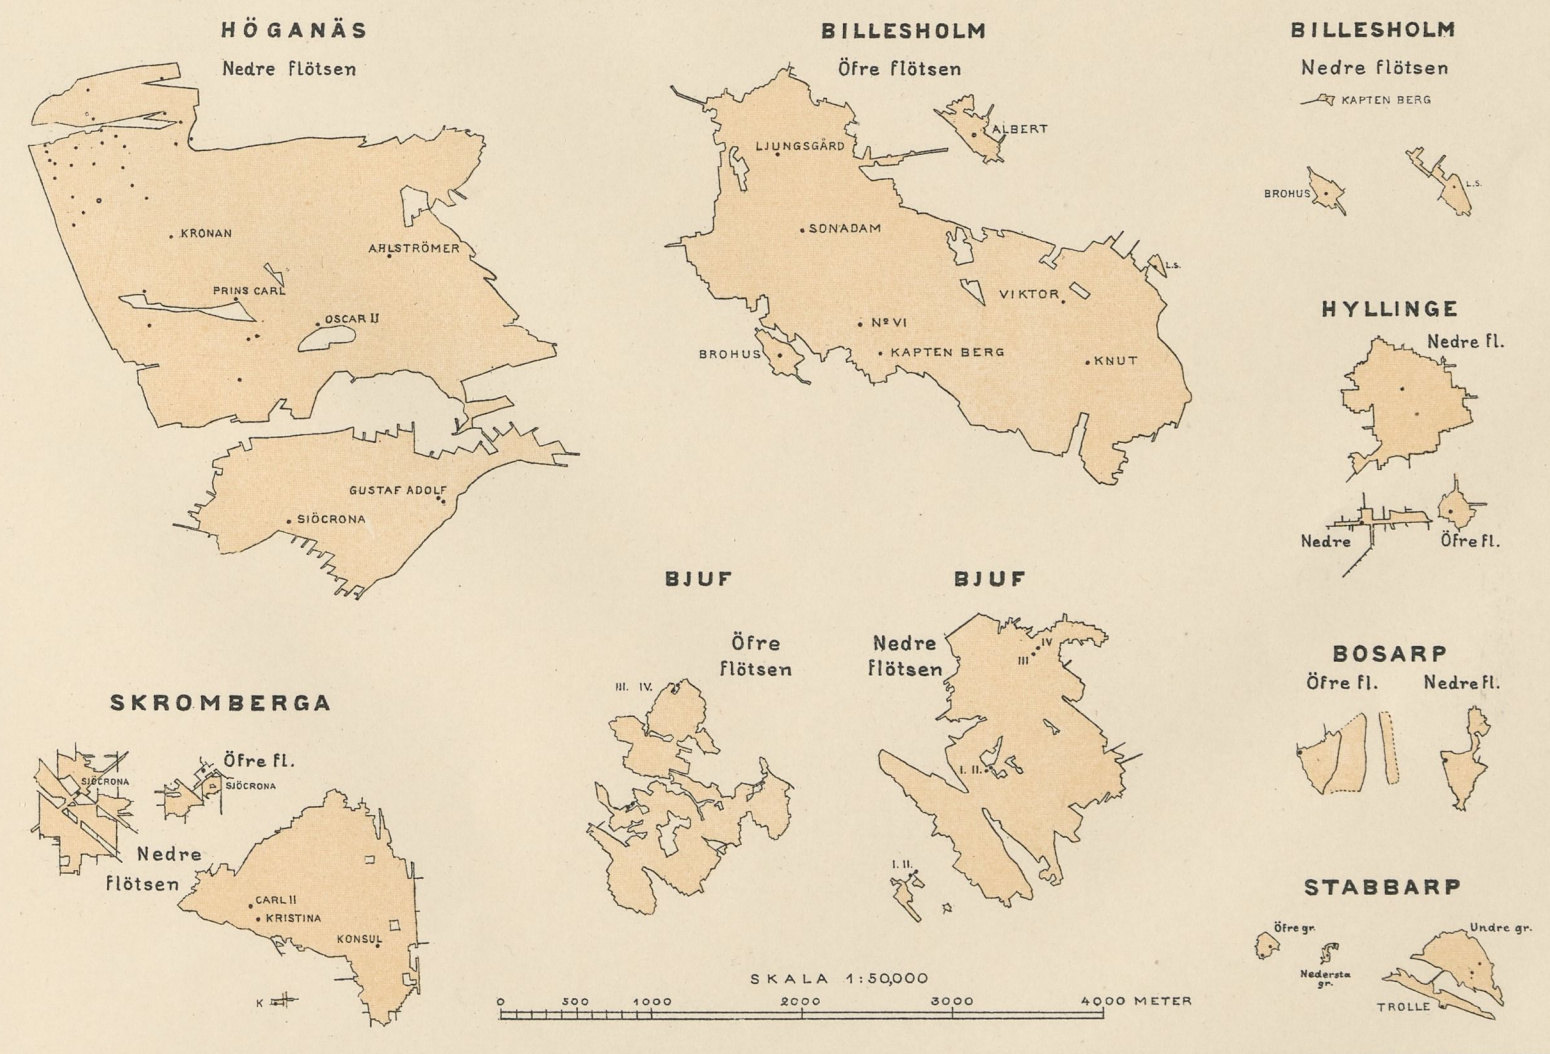 HÖGANÄS
Nedre flötsen
KRONAN
AHLSTRÖMER
PRINS CARL
OSCAR II
GUSTAF ADOLF
SJÖCRONA
BILLESHOLM
Öfre flötsen
ALBERT
LJUNGSGÅRD
SONADAM
L.S.
VIKTOR
Nº VI
BROHUS
KAPTEN BERG
KNUT
BILLESHOLM
Nedre flötsen
KAPTEN BERG
BROHUS
L.S.
HYLLINGE
Nedre fl.
Nedre
Öfre fl.
BJUF
Öfre
flötsen
III. IV.
BJUF
Nedre
flötsen
IV
III
I. II.
I. II.
BOSARP
Öfre fl.
Nedre fl.
SKROMBERGA
SJÖCRONA
Öfre fl.
SJÖCRONA
Nedre
flötsen
CARL II
KRISTINA
KONSUL
K
STABBARP
Öfre gr.
Undre gr.
Nedersta
gr.
TROLLE
SKALA 1:50,000
0 500 1000 2000 3000 4000 METER